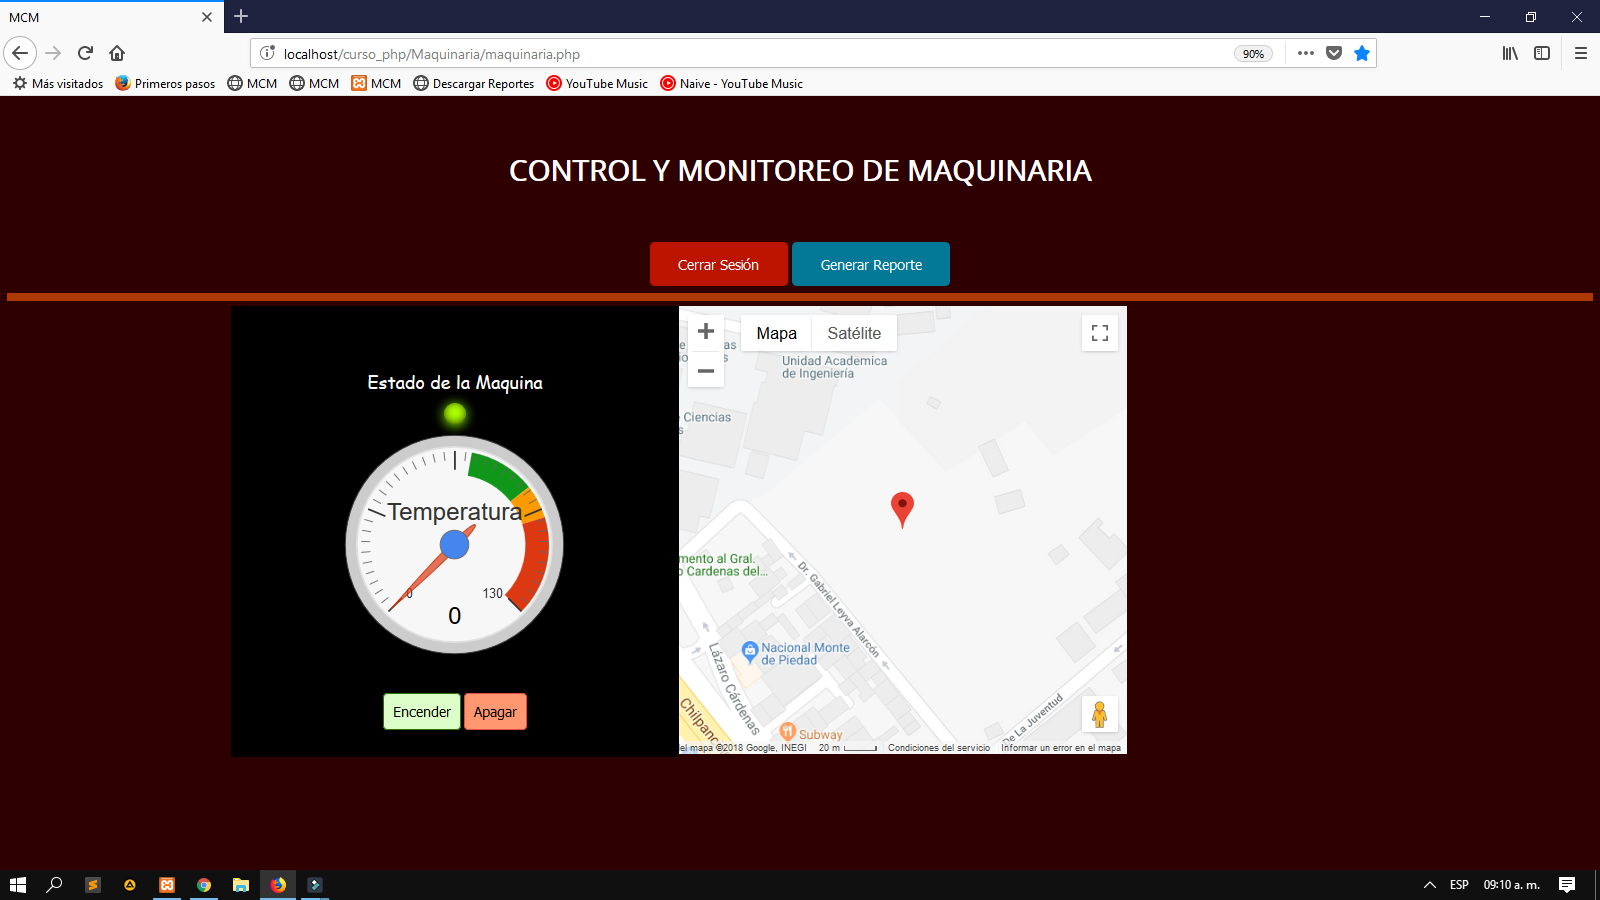 MCM
localhost/curso_php/Maquinaria/maquinaria.php
90%
Más visitados
Primeros pasos
MCM
MCM
MCM
Descargar Reportes
YouTube Music
Naive - YouTube Music
CONTROL Y MONITOREO DE MAQUINARIA
Cerrar Sesión
Generar Reporte
Estado de la Maquina
Temperatura
0
130
0
Encender
Apagar
Mapa
Satélite
Unidad Academica
de Ingeniería
Ciencias
mento al Gral.
Cardenas del...
Dr. Gabriel Leyva Alarcón
Nacional Monte
de Piedad
Lázaro Cárdenas
Chilpanc
Subway
De La Juventud
el mapa ©2018 Google, INEGI
20 m
Condiciones del servicio
Informar un error en el mapa
ESP
09:10 a. m.